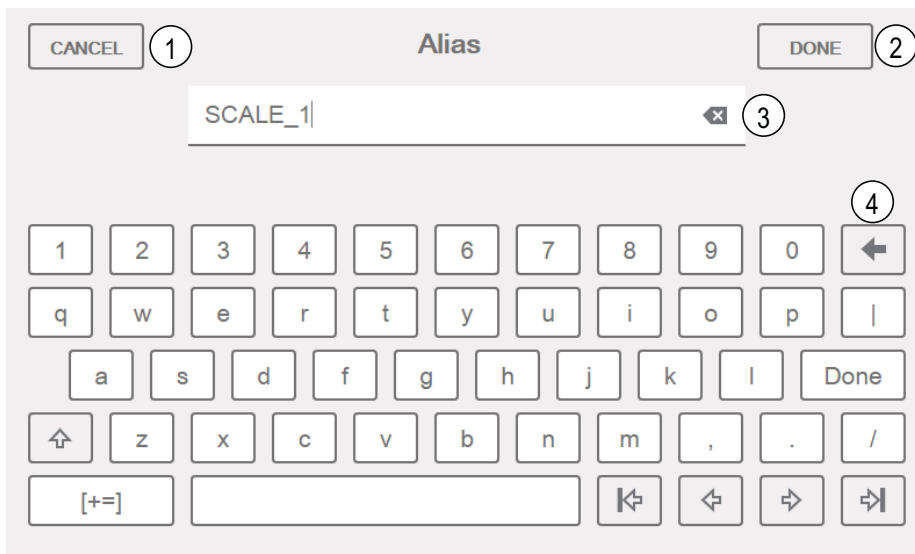 CANCEL 1 Alias DONE 2
SCALE_1 3
4
1 2 3 4 5 6 7 8 9 0
q w e r t y u i o p |
a s d f g h j k l Done
z x c v b n m , . /
[+=]